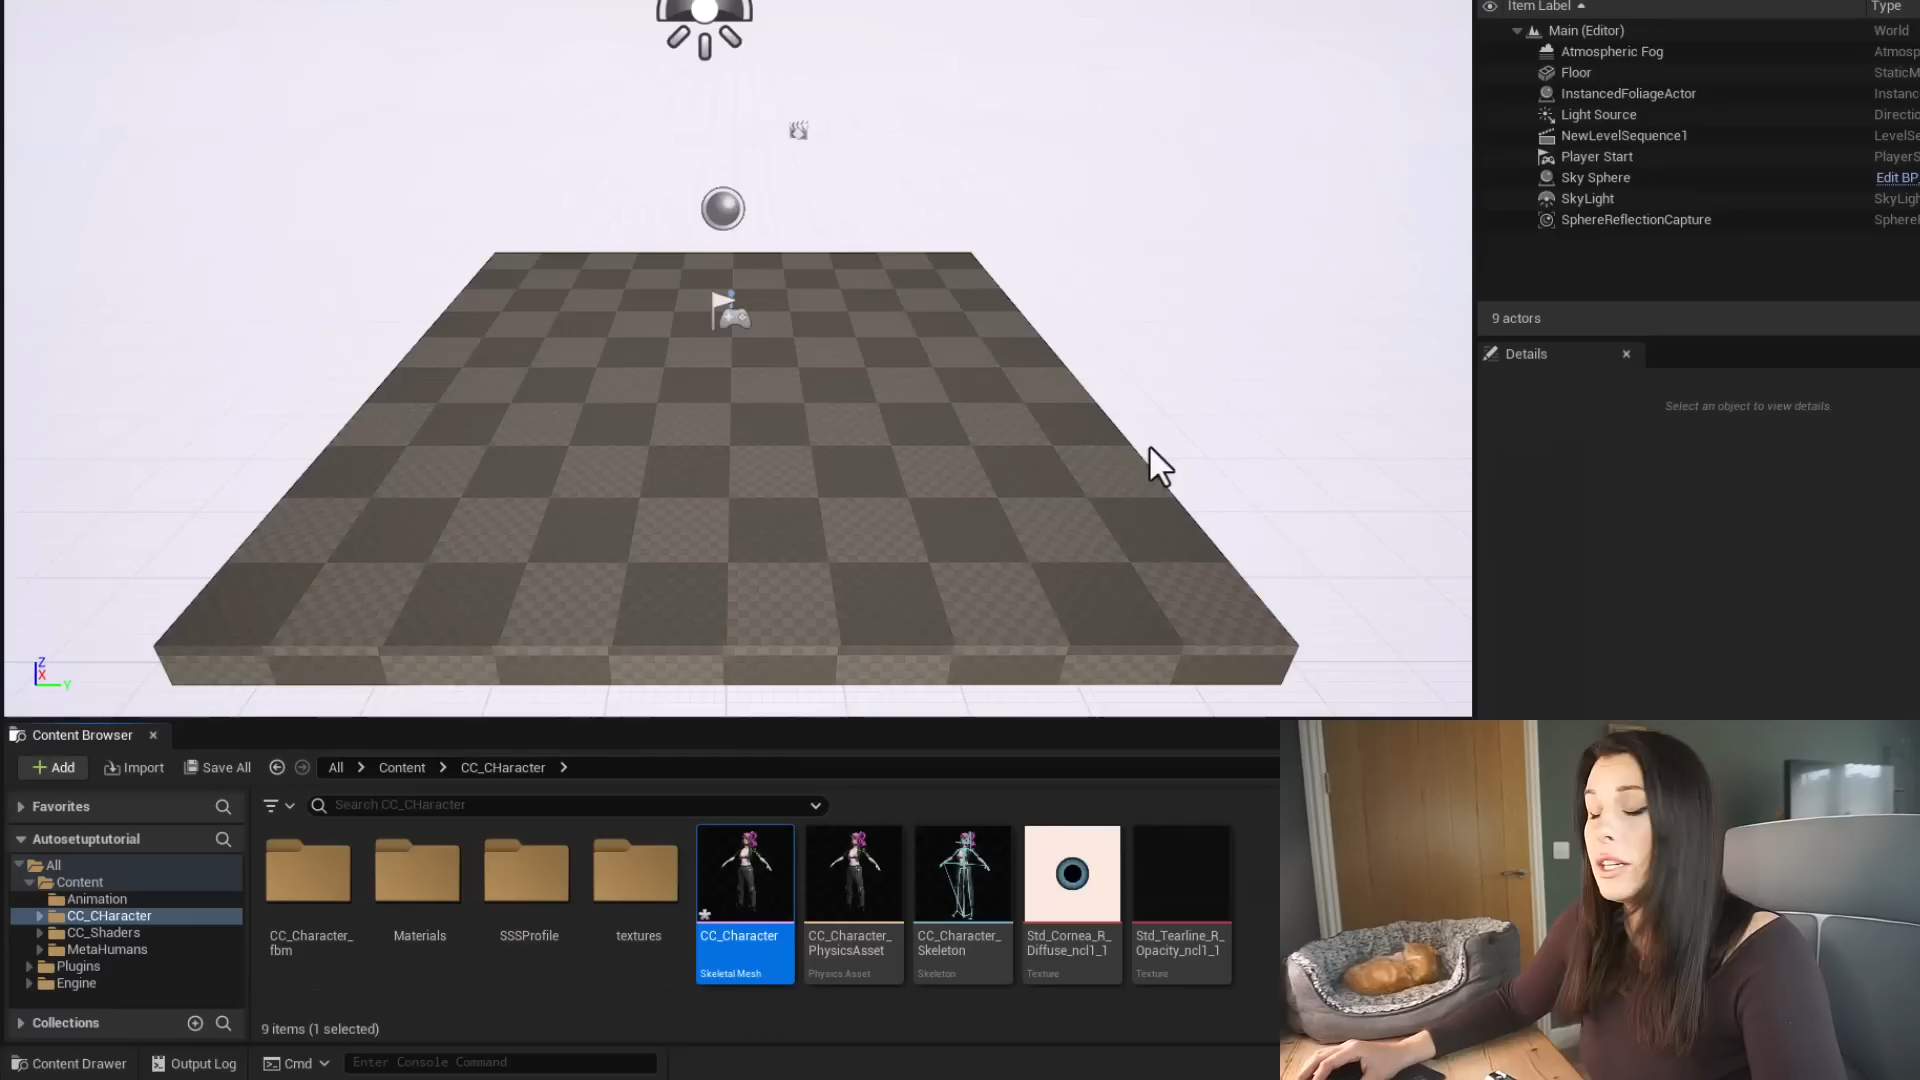 Item Label
Type
Main (Editor)
World
Atmospheric Fog
Atmosp
Floor
StaticM
InstancedFoliageActor
Instanc
Light Source
Directio
NewLevelSequence1
LevelSe
Player Start
PlayerS
Sky Sphere
Edit BP
SkyLight
SkyLigh
SphereReflectionCapture
SphereF
9 actors
Details
Select an object to view details
Z
X
Y
Content Browser
Add
Import
Save All
All
Content
CC_CHaracter
Favorites
Search CC_CHaracter
Autosetuptutorial
All
Content
Animation
CC_CHaracter
CC_Shaders
MetaHumans
Plugins
Engine
Collections
CC_Character_
fbm
Materials
SSSProfile
textures
CC_Character
Skeletal Mesh
CC_Character_
PhysicsAsset
Physics Asset
CC_Character_
Skeleton
Skeleton
Std_Cornea_R_
Diffuse_ncl1_1
Texture
Std_Tearline_R_
Opacity_ncl1_1
Texture
9 items (1 selected)
Content Drawer
Output Log
Cmd
Enter Console Command